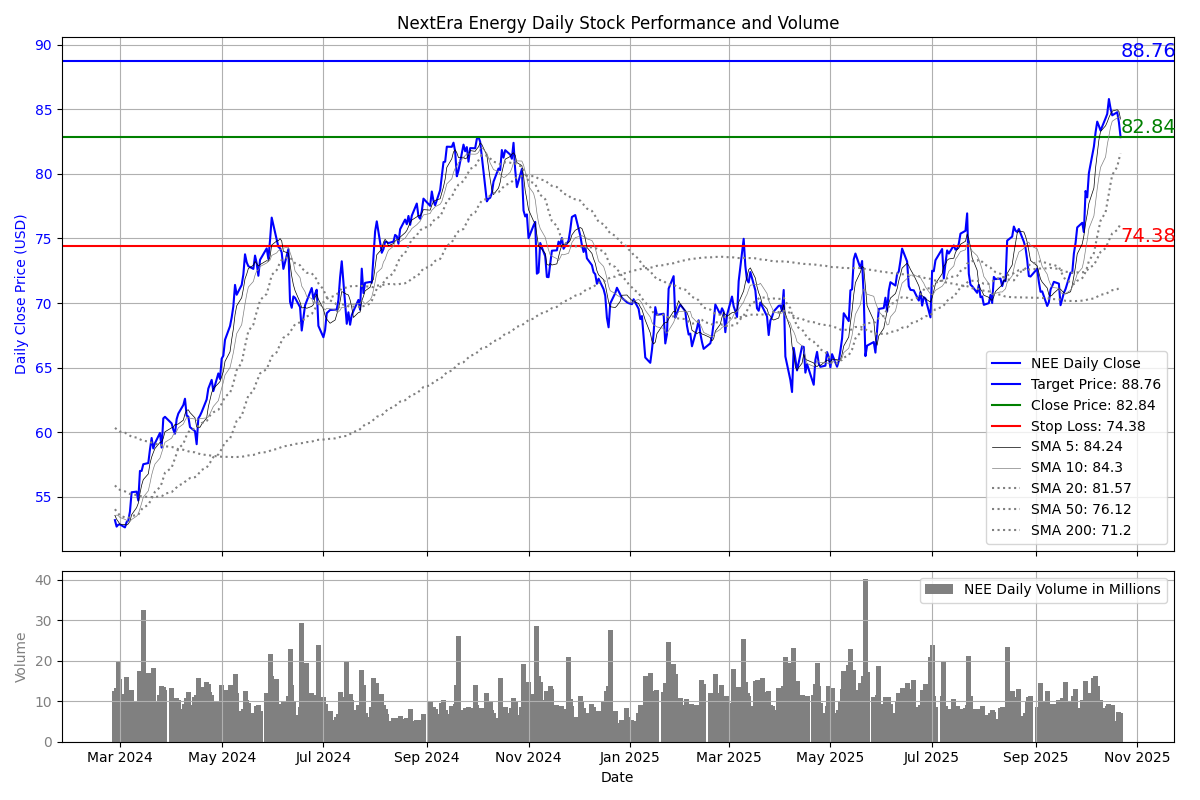 NextEra Energy Daily Stock Performance and Volume
90
85
80
75
70
65
60
55
Daily Close Price (USD)
88.76
82.84
74.38
NEE Daily Close
Target Price: 88.76
Close Price: 82.84
Stop Loss: 74.38
SMA 5: 84.24
SMA 10: 84.3
SMA 20: 81.57
SMA 50: 76.12
SMA 200: 71.2
40
30
20
10
0
Volume
NEE Daily Volume in Millions
Mar 2024 May 2024 Jul 2024 Sep 2024 Nov 2024 Jan 2025 Mar 2025 May 2025 Jul 2025 Sep 2025 Nov 2025
Date